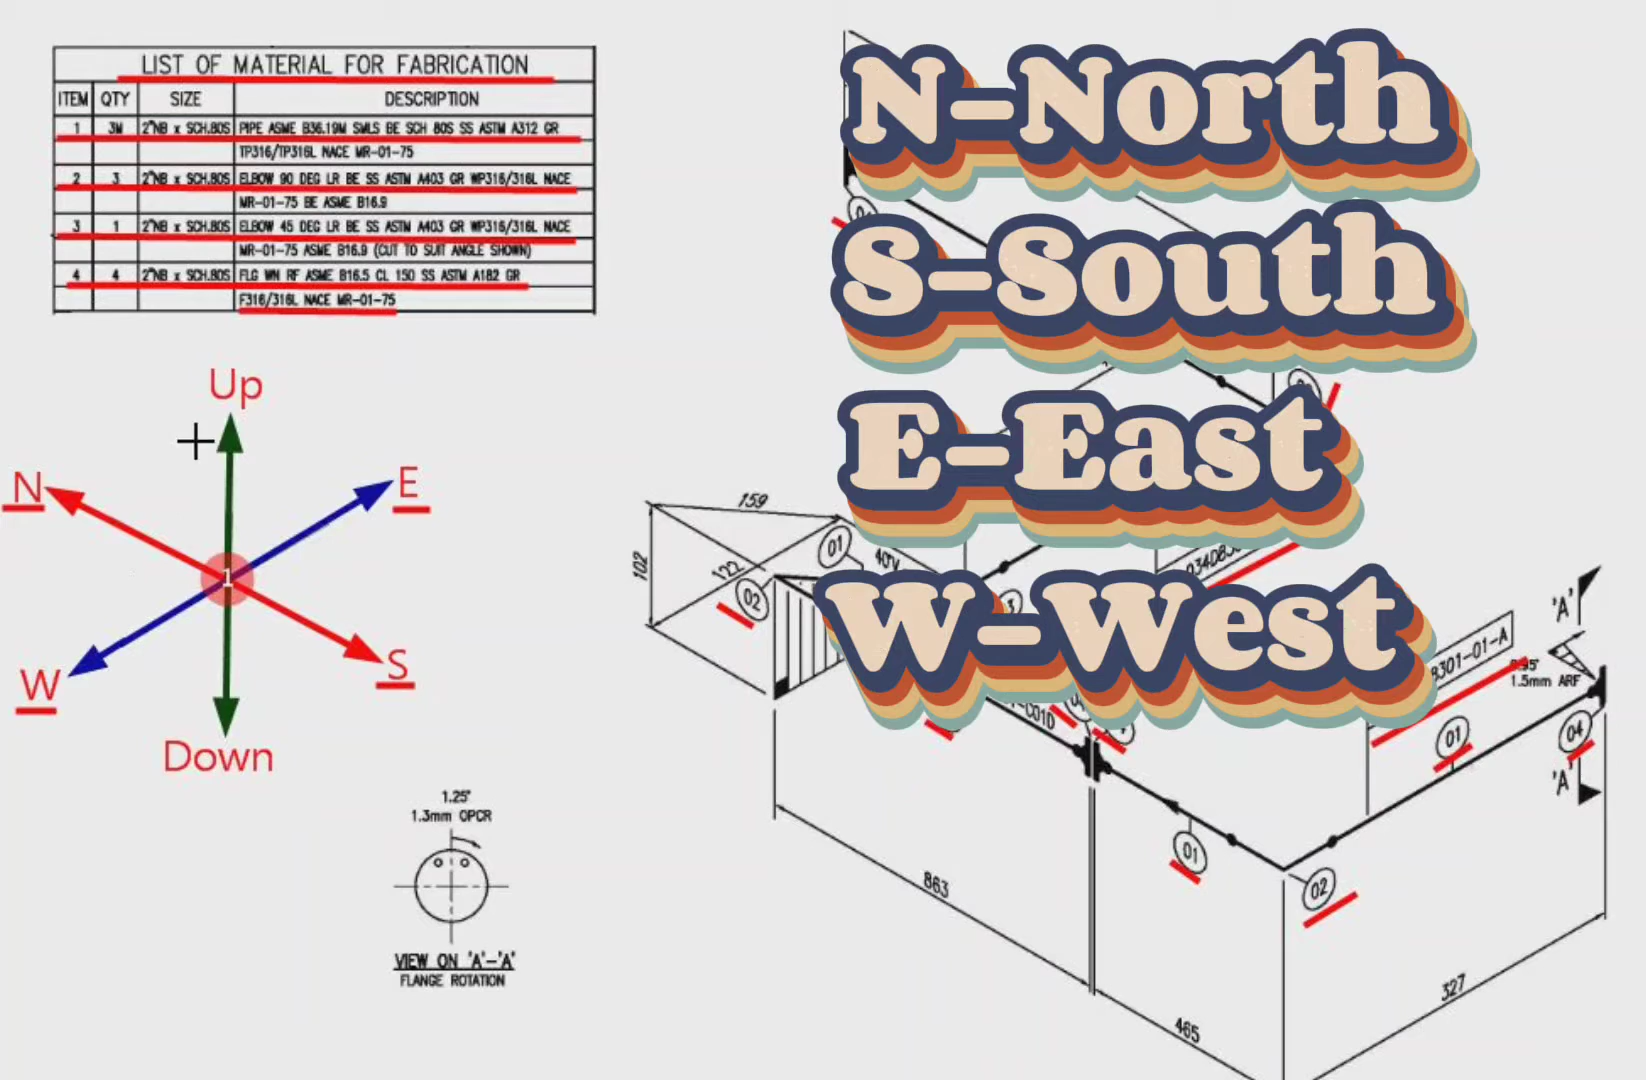 LIST OF MATERIAL FOR FABRICATION
ITEM QTY SIZE DESCRIPTION
1 3M 2"NB x SCH.80S PIPE ASME B36.19M SMLS BE SCH 80S SS ASTM A312 GR
TP316/TP316L NACE MR-01-75
2 3 2"NB x SCH.80S ELBOW 90 DEG LR BE SS ASTM A403 GR WP316/316L NACE
MR-01-75 BE ASME B16.9
3 1 2"NB x SCH.80S ELBOW 45 DEG LR BE SS ASTM A403 GR WP316/316L NACE
MR-01-75 ASME B16.9 (CUT TO SUIT ANGLE SHOWN)
4 4 2"NB x SCH.80S FLG WN RF ASME B16.5 CL 150 SS ASTM A182 GR
F316/316L NACE MR-01-75
N-North
S-South
E-East
W-West
Up
N
E
1
W
S
Down
1.25°
1.3mm OPCR
VIEW ON 'A'-'A'
FLANGE ROTATION
159
102
122
01
02
'A'
B301-01-A
1.5mm ARF
01
04
'A'
01
02
863
465
327